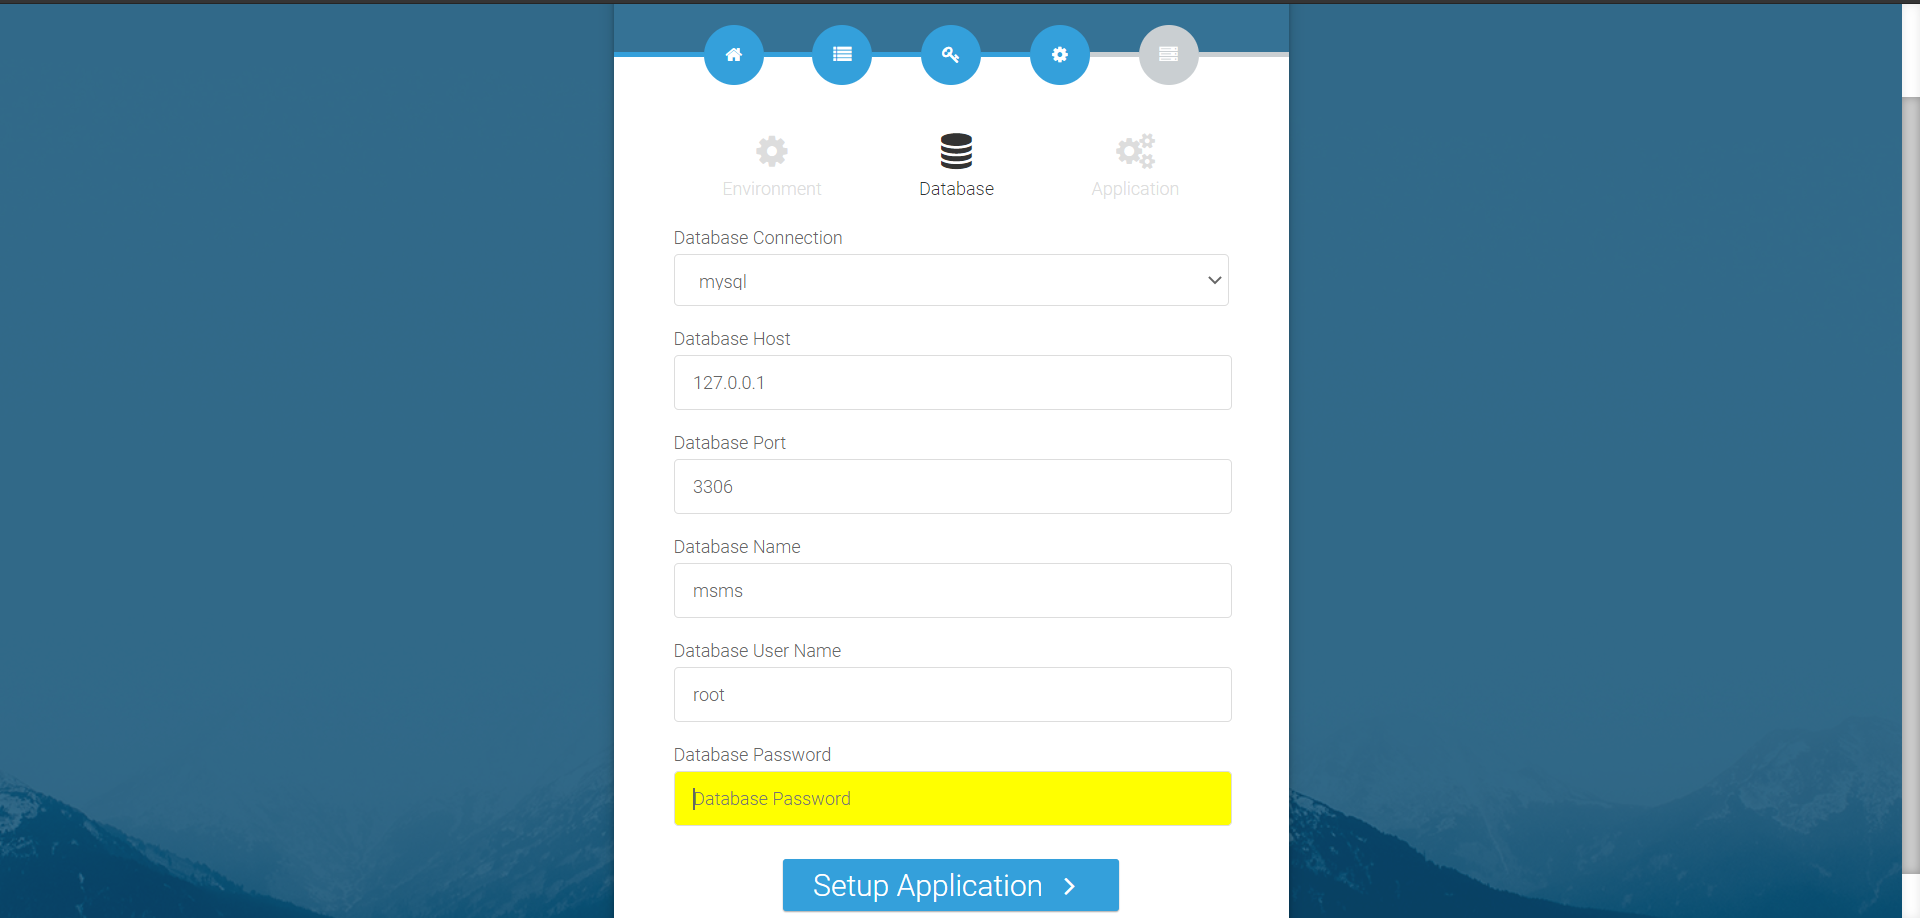 Environment
Database
Application
Database Connection
mysql
Database Host
127.0.0.1
Database Port
3306
Database Name
msms
Database User Name
root
Database Password
Database Password
Setup Application